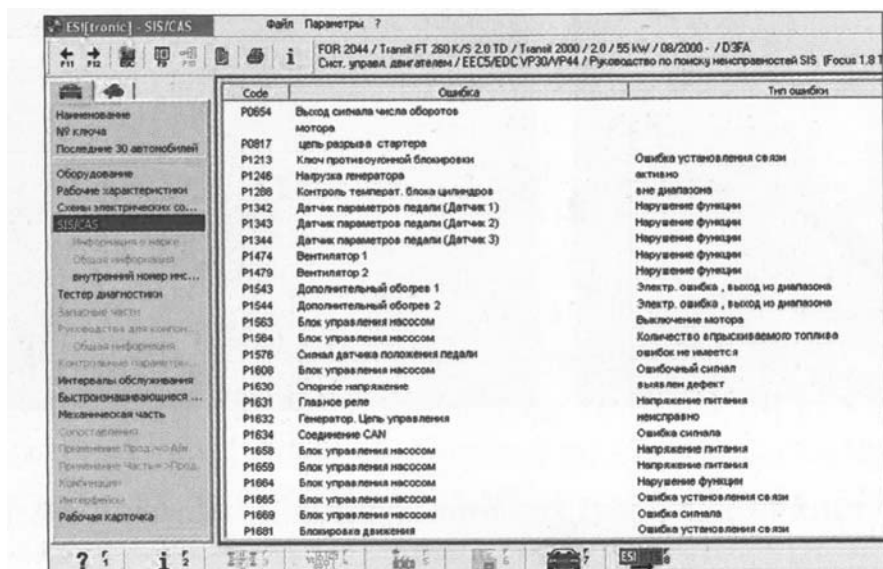 ESI[tronic] - SIS/CAS
Файл Параметры ?
F11 F12 F9
FOR 2044 / Transit FT 260 K/S 2.0 TD / Transit 2000 / 2.0 / 55 kW / 08/2000 - / D3FA
Сист. управл. двигателем / EEC5/EDC VP30/VP44 / Руководство по поиску неисправностей SIS (Focus 1.8 T
Наименование
№ ключа
Последние 30 автомобилей
Оборудование
Рабочие характеристики
Схемы электрических со...
SIS/CAS
Информация о марке
Общая информация
внутренний номер инс...
Тестер диагностики
Запасные части
Руководства для компон...
Общая информация
Контрольные параметры...
Интервалы обслуживания
Быстроизнашивающиеся ...
Механическая часть
Сопоставления
Применение Прод.=>А/м
Применение Часть=>Прод.
Комбинации
Интерфейсы
Рабочая карточка
Code Ошибка Тип ошибки
P0654 Выход сигнала числа оборотов
мотора
P0817 цепь разрыва стартера
P1213 Ключ противоугонной блокировки Ошибка установления связи
P1246 Нагрузка генератора активно
P1288 Контроль температ. блока цилиндров вне диапазона
P1342 Датчик параметров педали (Датчик 1) Нарушение функции
P1343 Датчик параметров педали (Датчик 2) Нарушение функции
P1344 Датчик параметров педали (Датчик 3) Нарушение функции
P1474 Вентилятор 1 Нарушение функции
P1479 Вентилятор 2 Нарушение функции
P1543 Дополнительный обогрев 1 Электр. ошибка , выход из диапазона
P1544 Дополнительный обогрев 2 Электр. ошибка , выход из диапазона
P1563 Блок управления насосом Выключение мотора
P1564 Блок управления насосом Количество впрыскиваемого топлива
P1576 Сигнал датчика положения педали ошибок не имеется
P1608 Блок управления насосом Ошибочный сигнал
P1630 Опорное напряжение выявлен дефект
P1631 Главное реле Напряжение питания
P1632 Генератор. Цепь управления неисправно
P1634 Соединение CAN Ошибка сигнала
P1658 Блок управления насосом Напряжение питания
P1659 Блок управления насосом Напряжение питания
P1664 Блок управления насосом Нарушение функции
P1665 Блок управления насосом Ошибка установления связи
P1669 Блок управления насосом Ошибка сигнала
P1681 Блокировка движения Ошибка установления связи
? F1 i F2